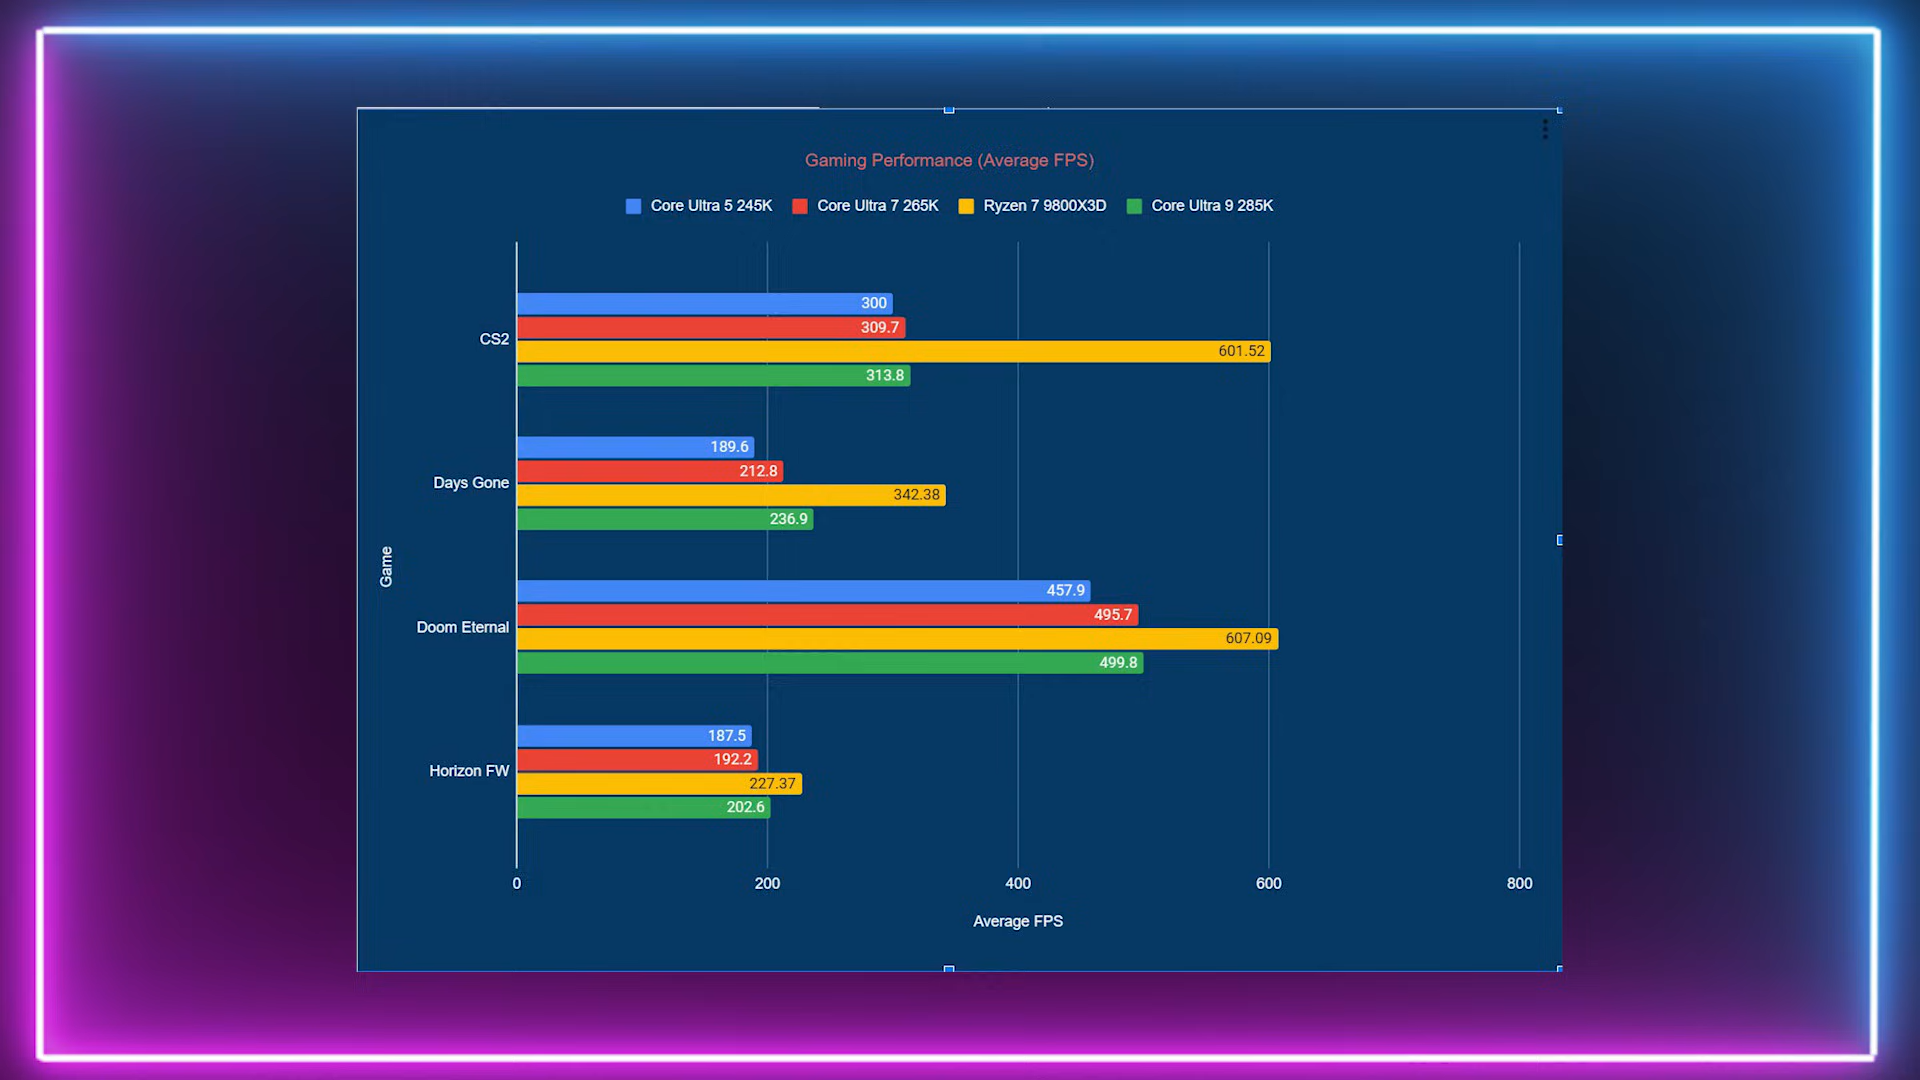 Gaming Performance (Average FPS)
Core Ultra 5 245K Core Ultra 7 265K Ryzen 7 9800X3D Core Ultra 9 285K
Game
CS2
300
309.7
601.52
313.8
Days Gone
189.6
212.8
342.38
236.9
Doom Eternal
457.9
495.7
607.09
499.8
Horizon FW
187.5
192.2
227.37
202.6
0 200 400 600 800
Average FPS